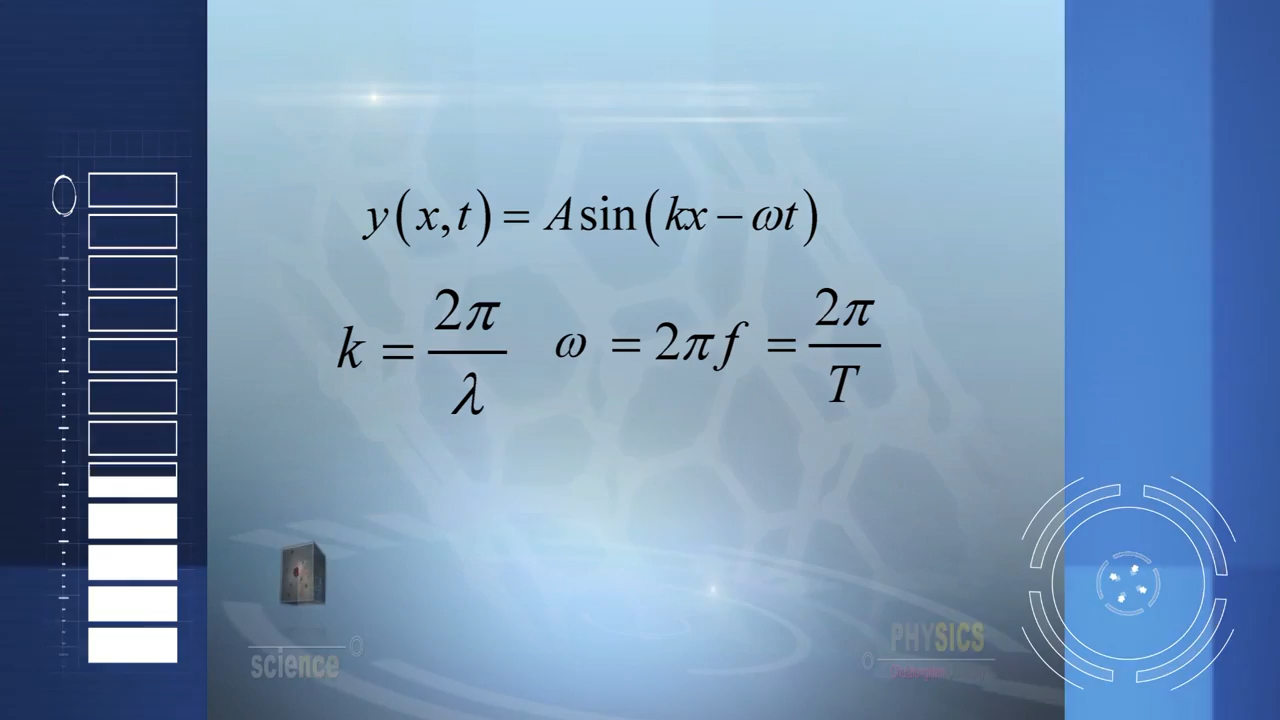 y(x,t) = A sin(kx − ωt)
k = 2π/λ ω = 2πf = 2π/T
science
PHYSICS